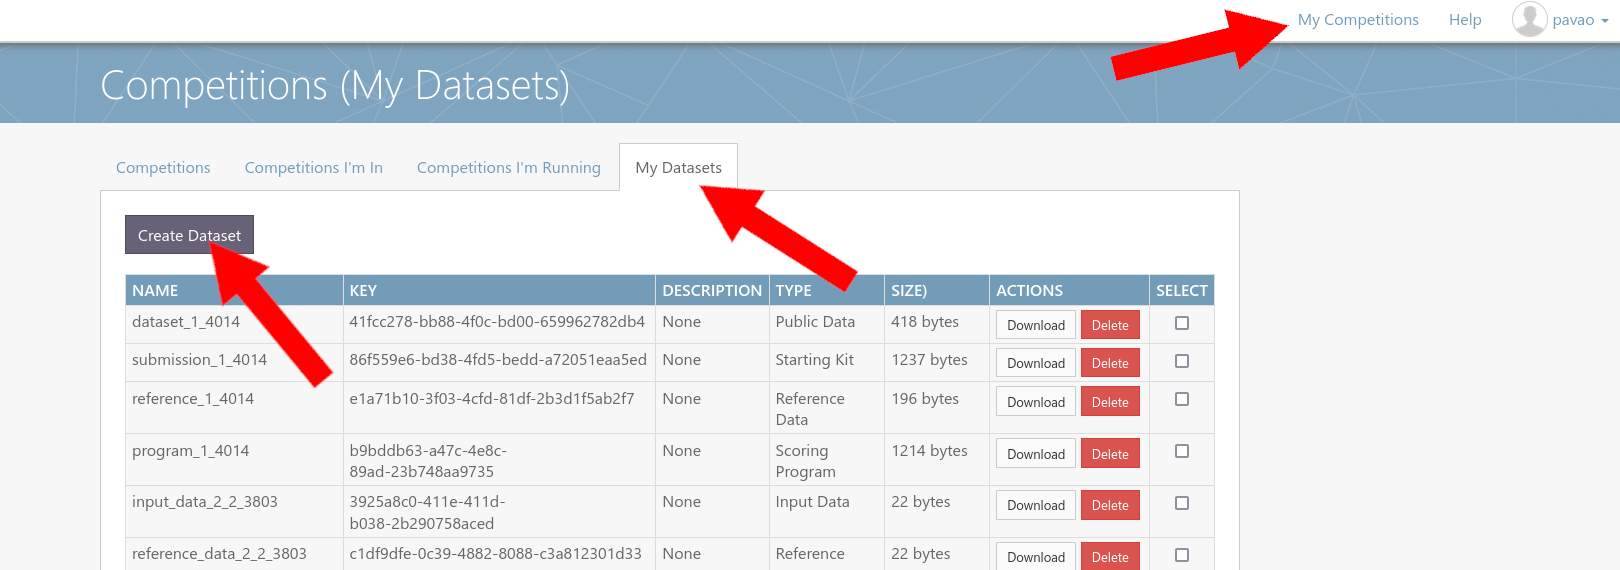 My Competitions Help pavao
Competitions (My Datasets)
Competitions Competitions I'm In Competitions I'm Running My Datasets
Create Dataset
NAME KEY DESCRIPTION TYPE SIZE) ACTIONS SELECT
dataset_1_4014 41fcc278-bb88-4f0c-bd00-659962782db4 None Public Data 418 bytes Download Delete
submission_1_4014 86f559e6-bd38-4fd5-bedd-a72051eaa5ed None Starting Kit 1237 bytes Download Delete
reference_1_4014 e1a71b10-3f03-4cfd-81df-2b3d1f5ab2f7 None Reference 196 bytes Download Delete
Data
program_1_4014 b9bddb63-a47c-4e8c- None Scoring 1214 bytes Download Delete
89ad-23b748aa9735 Program
input_data_2_2_3803 3925a8c0-411e-411d- None Input Data 22 bytes Download Delete
b038-2b290758aced
reference_data_2_2_3803 c1df9dfe-0c39-4882-8088-c3a812301d33 None Reference 22 bytes Download Delete